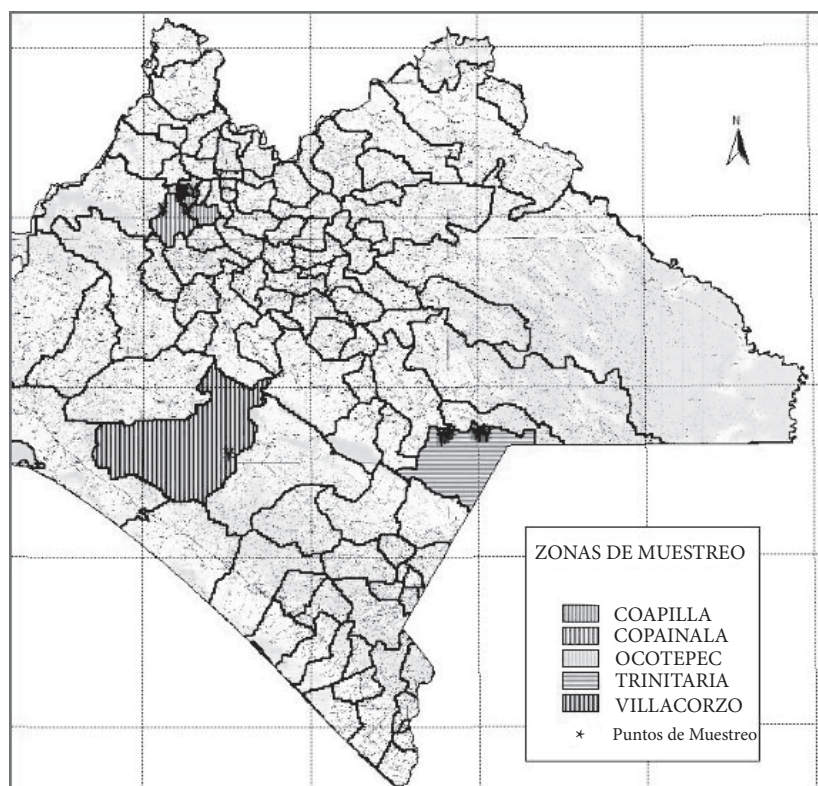 N
ZONAS DE MUESTREO
COAPILLA
COPAINALA
OCOTEPEC
TRINITARIA
VILLACORZO
Puntos de Muestreo